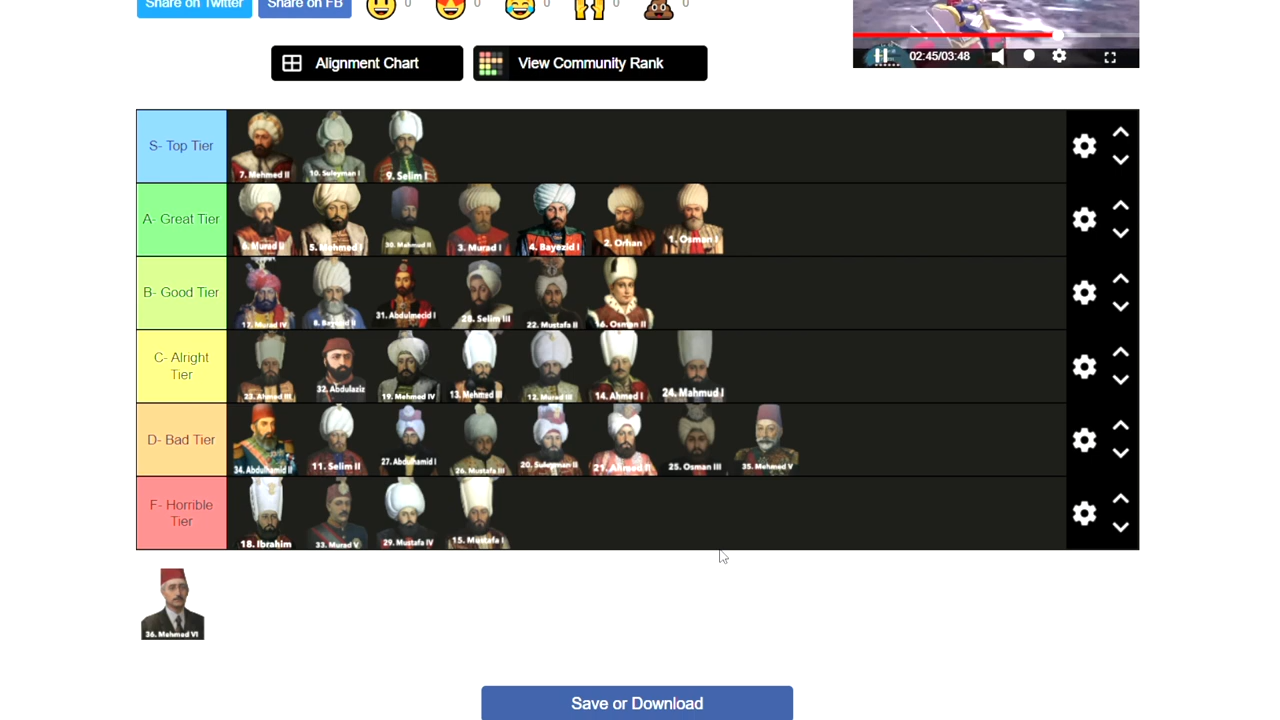 Share on Twitter Share on FB 0 0 0 0 0
02:45/03:48
Alignment Chart View Community Rank
S- Top Tier
7. Mehmed II 10. Suleyman I 9. Selim I
A- Great Tier
6. Murad II 5. Mehmed I 30. Mahmud II 3. Murad I 4. Bayezid I 2. Orhan 1. Osman I
B- Good Tier
17. Murad IV 8. Bayezid II 31. Abdulmecid I 28. Selim III 22. Mustafa II 16. Osman II
C- Alright
Tier
23. Ahmed III 32. Abdulaziz 19. Mehmed IV 13. Mehmed III 12. Murad III 14. Ahmed I 24. Mahmud I
D- Bad Tier
34. Abdulhamid II 11. Selim II 27. Abdulhamid I 26. Mustafa III 20. Suleyman II 21. Ahmed II 25. Osman III 35. Mehmed V
F- Horrible
Tier
18. Ibrahim 33. Murad V 29. Mustafa IV 15. Mustafa I
36. Mehmed VI
Save or Download